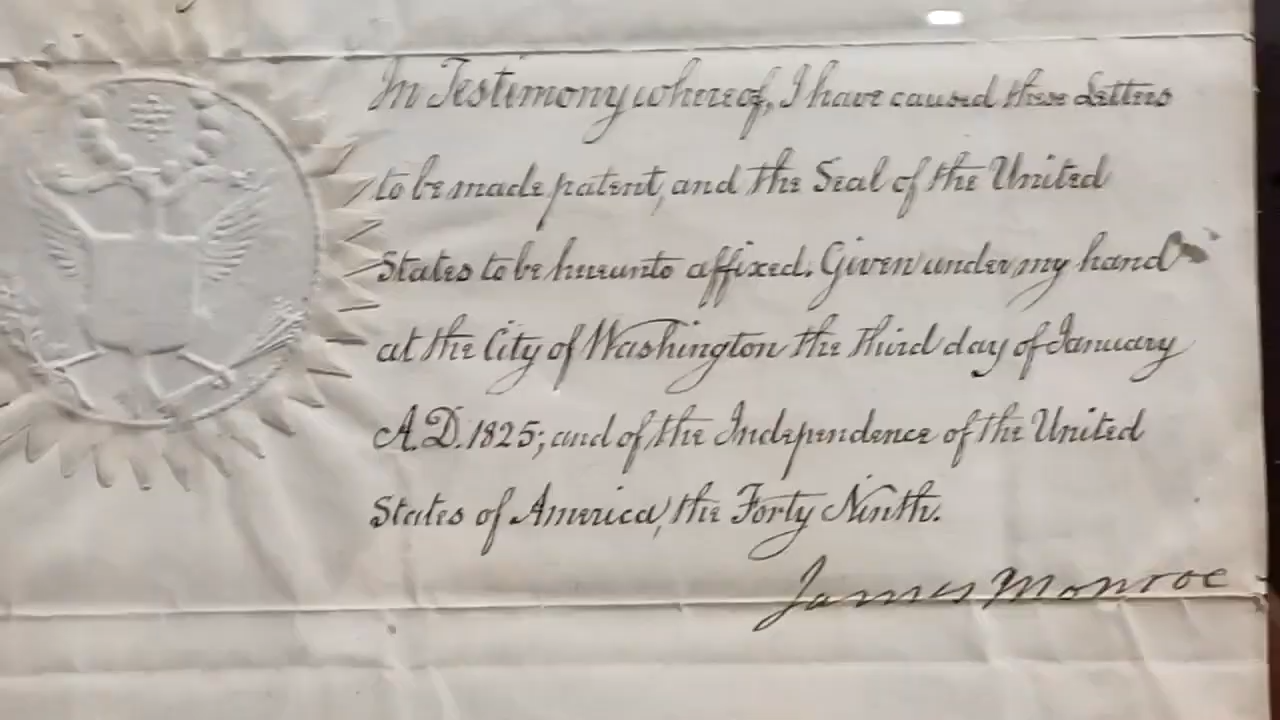 In Testimony whereof, I have caused these Letters
to be made patent, and the Seal of the United
States to be hereunto affixed. Given under my hand
at the City of Washington the third day of January
A.D. 1825; and of the Independence of the United
States of America, the Forty Ninth.
James Monroe